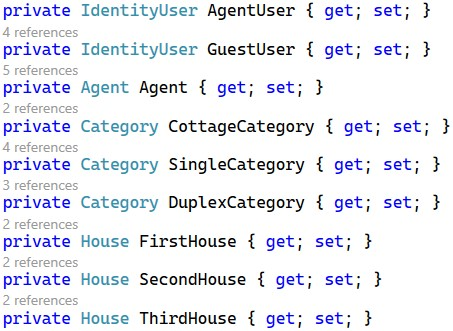 private IdentityUser AgentUser { get; set; }
4 references
private IdentityUser GuestUser { get; set; }
5 references
private Agent Agent { get; set; }
2 references
private Category CottageCategory { get; set; }
4 references
private Category SingleCategory { get; set; }
3 references
private Category DuplexCategory { get; set; }
2 references
private House FirstHouse { get; set; }
2 references
private House SecondHouse { get; set; }
2 references
private House ThirdHouse { get; set; }